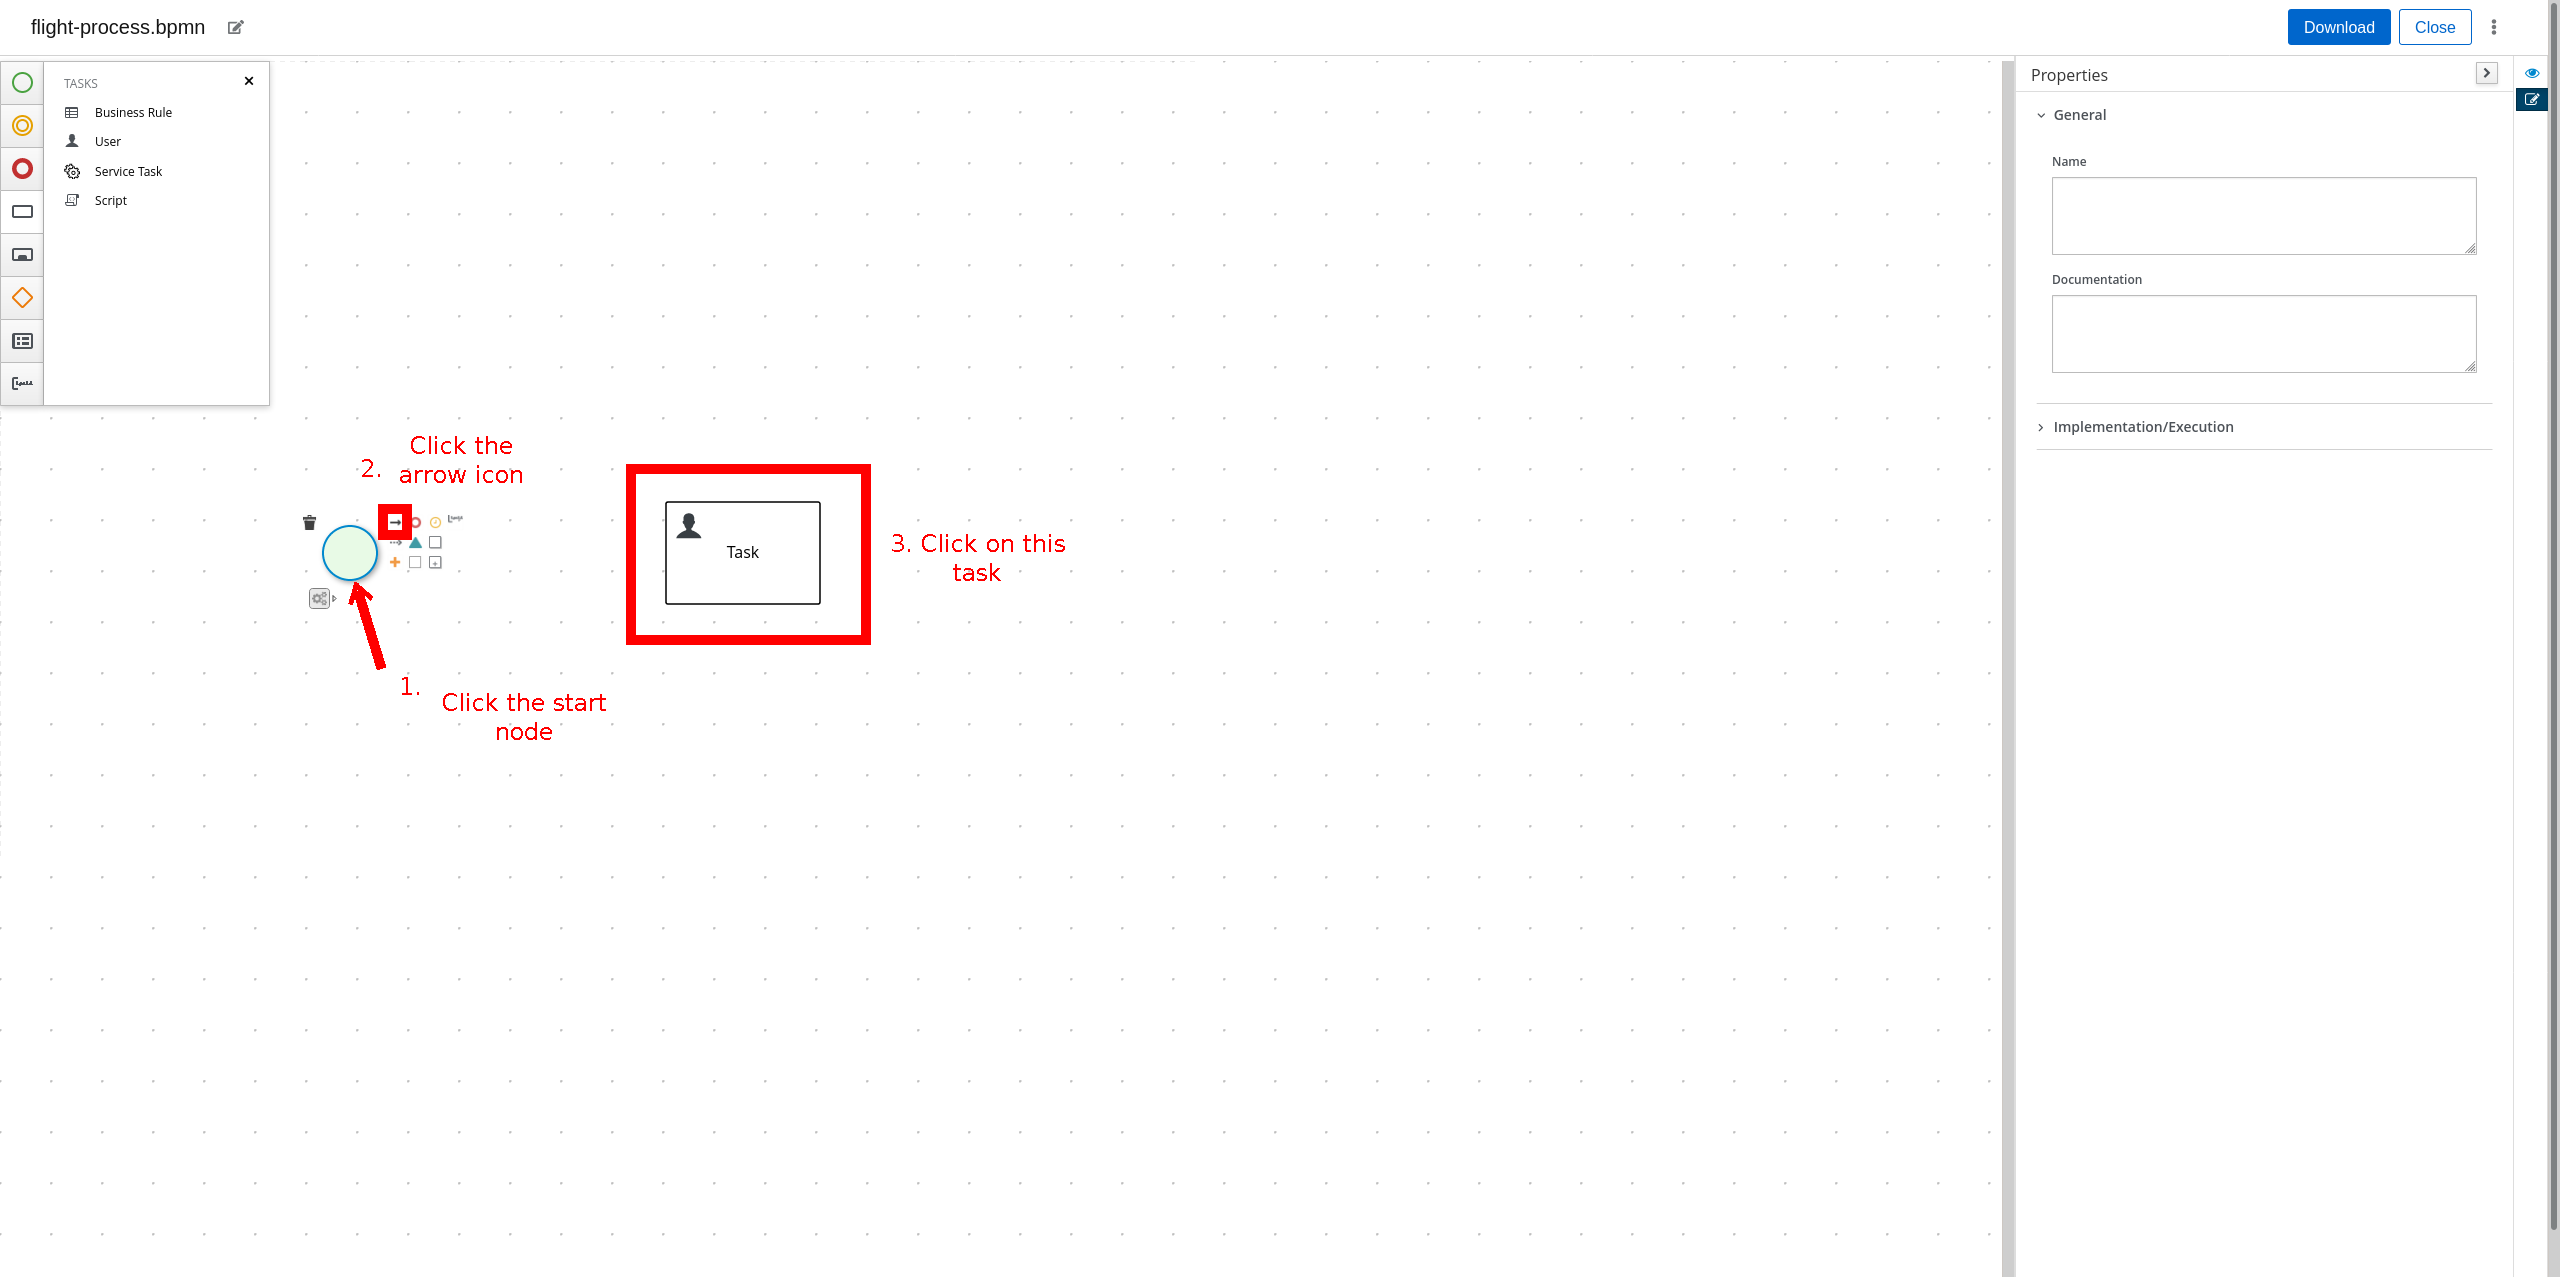 flight-process.bpmn
Download
Close
TASKS
Business Rule
User
Service Task
Script
Properties
General
Name
Documentation
Implementation/Execution
2. Click the
arrow icon
Task
3. Click on this
task
1. Click the start
node